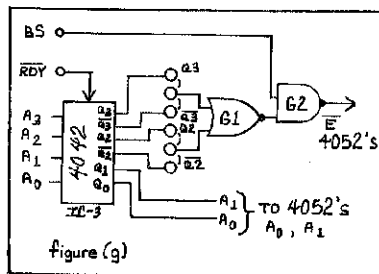 BS
RDY
Q3
A3
A2
A1
A0
4042
Q3
Q3
Q2
Q2
Q1
Q0
IC-3
Q3
Q2
Q2
G1
G2
E
4052's
A1
A0
TO 4052's
A0, A1
figure (g)